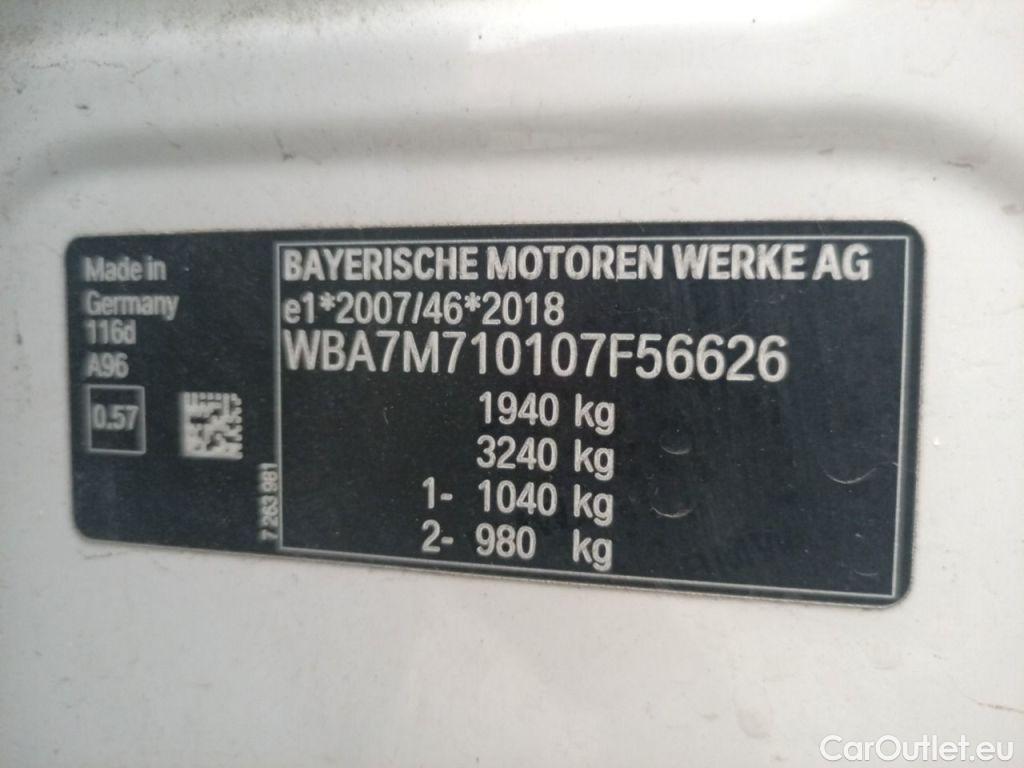 Made in
Germany
116d
A96
0.57
7 263 981
BAYERISCHE MOTOREN WERKE AG
e1*2007/46*2018
WBA7M710107F56626
1940 kg
3240 kg
1- 1040 kg
2- 980 kg
CarOutlet.eu